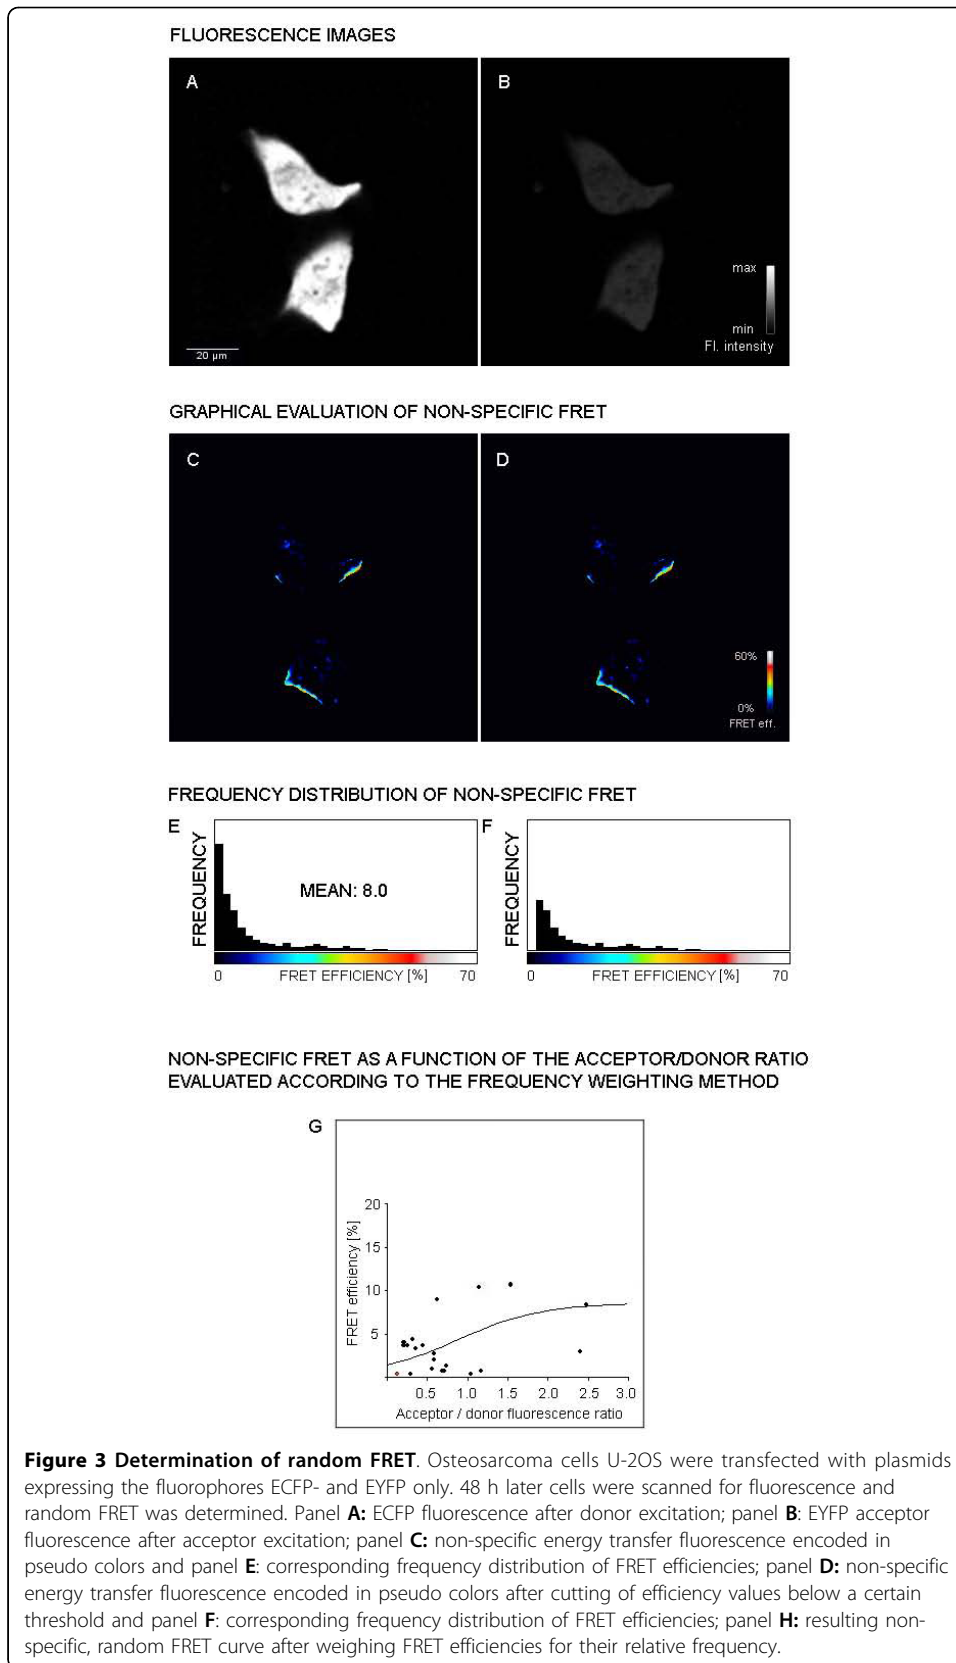 FLUORESCENCE IMAGES
A
B
max
min
Fl. intensity
20 µm
GRAPHICAL EVALUATION OF NON-SPECIFIC FRET
C
D
60%
0%
FRET eff.
FREQUENCY DISTRIBUTION OF NON-SPECIFIC FRET
E
FREQUENCY
MEAN: 8.0
0 FRET EFFICIENCY [%] 70
F
FREQUENCY
0 FRET EFFICIENCY [%] 70
NON-SPECIFIC FRET AS A FUNCTION OF THE ACCEPTOR/DONOR RATIO
EVALUATED ACCORDING TO THE FREQUENCY WEIGHTING METHOD
G
FRET efficiency [%]
20
15
10
5
0.5 1.0 1.5 2.0 2.5 3.0
Acceptor / donor fluorescence ratio
Figure 3 Determination of random FRET. Osteosarcoma cells U-2OS were transfected with plasmids
expressing the fluorophores ECFP- and EYFP only. 48 h later cells were scanned for fluorescence and
random FRET was determined. Panel A: ECFP fluorescence after donor excitation; panel B: EYFP acceptor
fluorescence after acceptor excitation; panel C: non-specific energy transfer fluorescence encoded in
pseudo colors and panel E: corresponding frequency distribution of FRET efficiencies; panel D: non-specific
energy transfer fluorescence encoded in pseudo colors after cutting of efficiency values below a certain
threshold and panel F: corresponding frequency distribution of FRET efficiencies; panel H: resulting non-
specific, random FRET curve after weighing FRET efficiencies for their relative frequency.